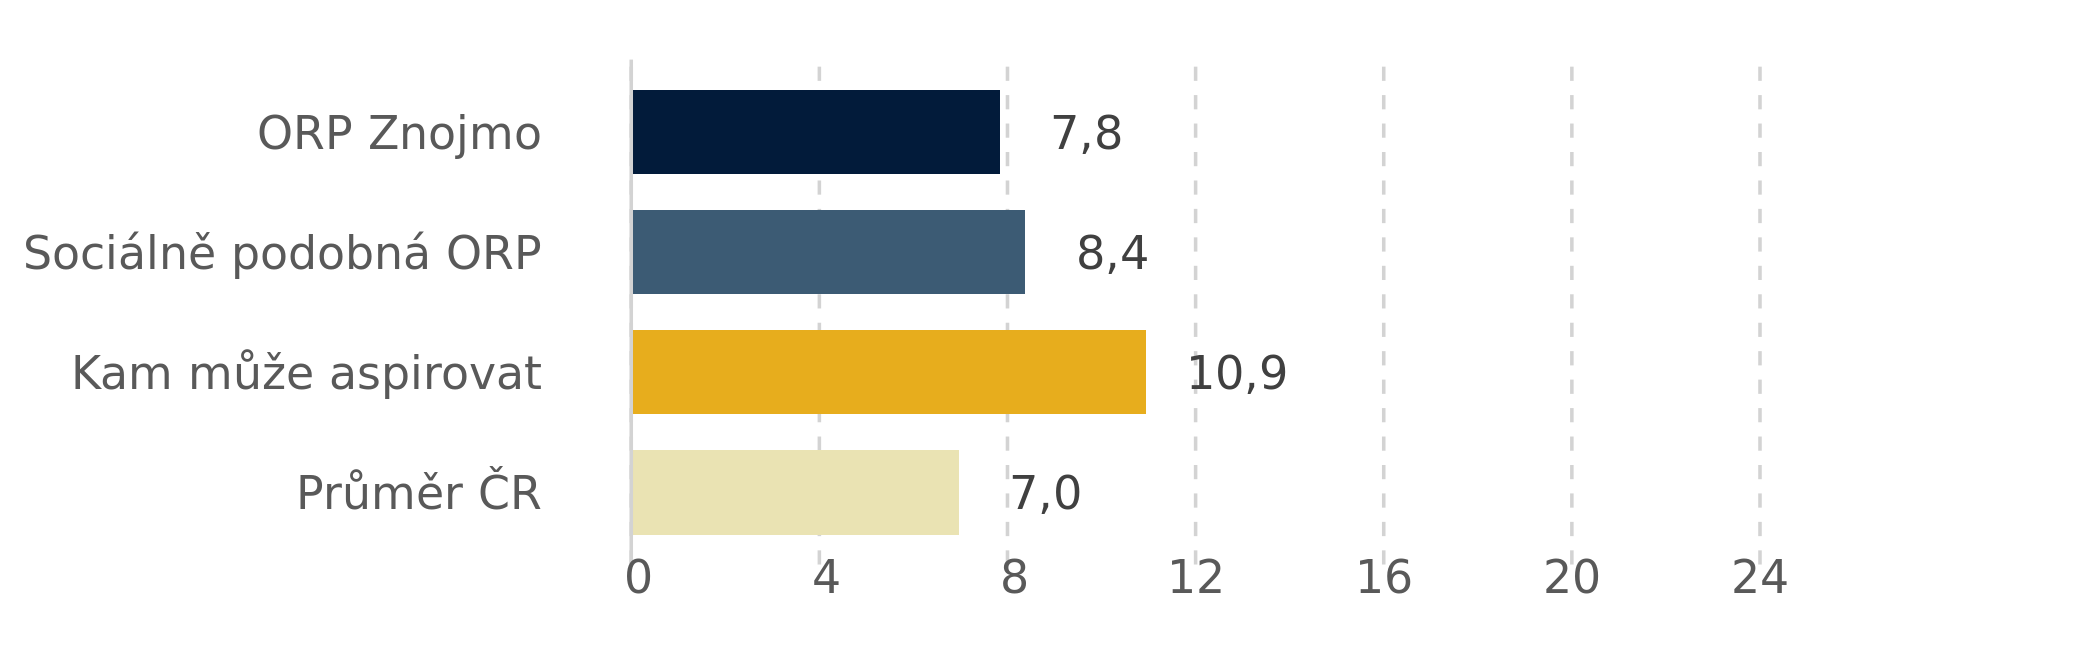 ORP Znojmo 7,8
Sociálně podobná ORP 8,4
Kam může aspirovat 10,9
Průměr ČR 7,0
0 4 8 12 16 20 24